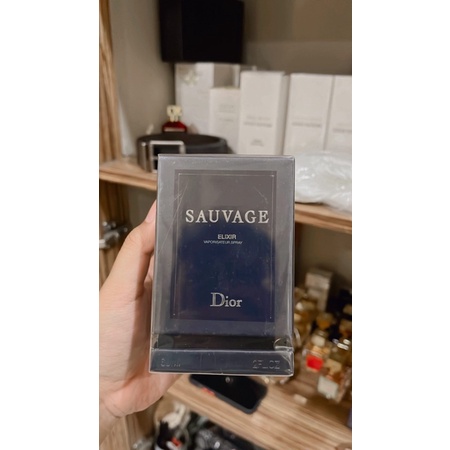 SAUVAGE
ELIXIR
VAPORISATEUR SPRAY
Dior